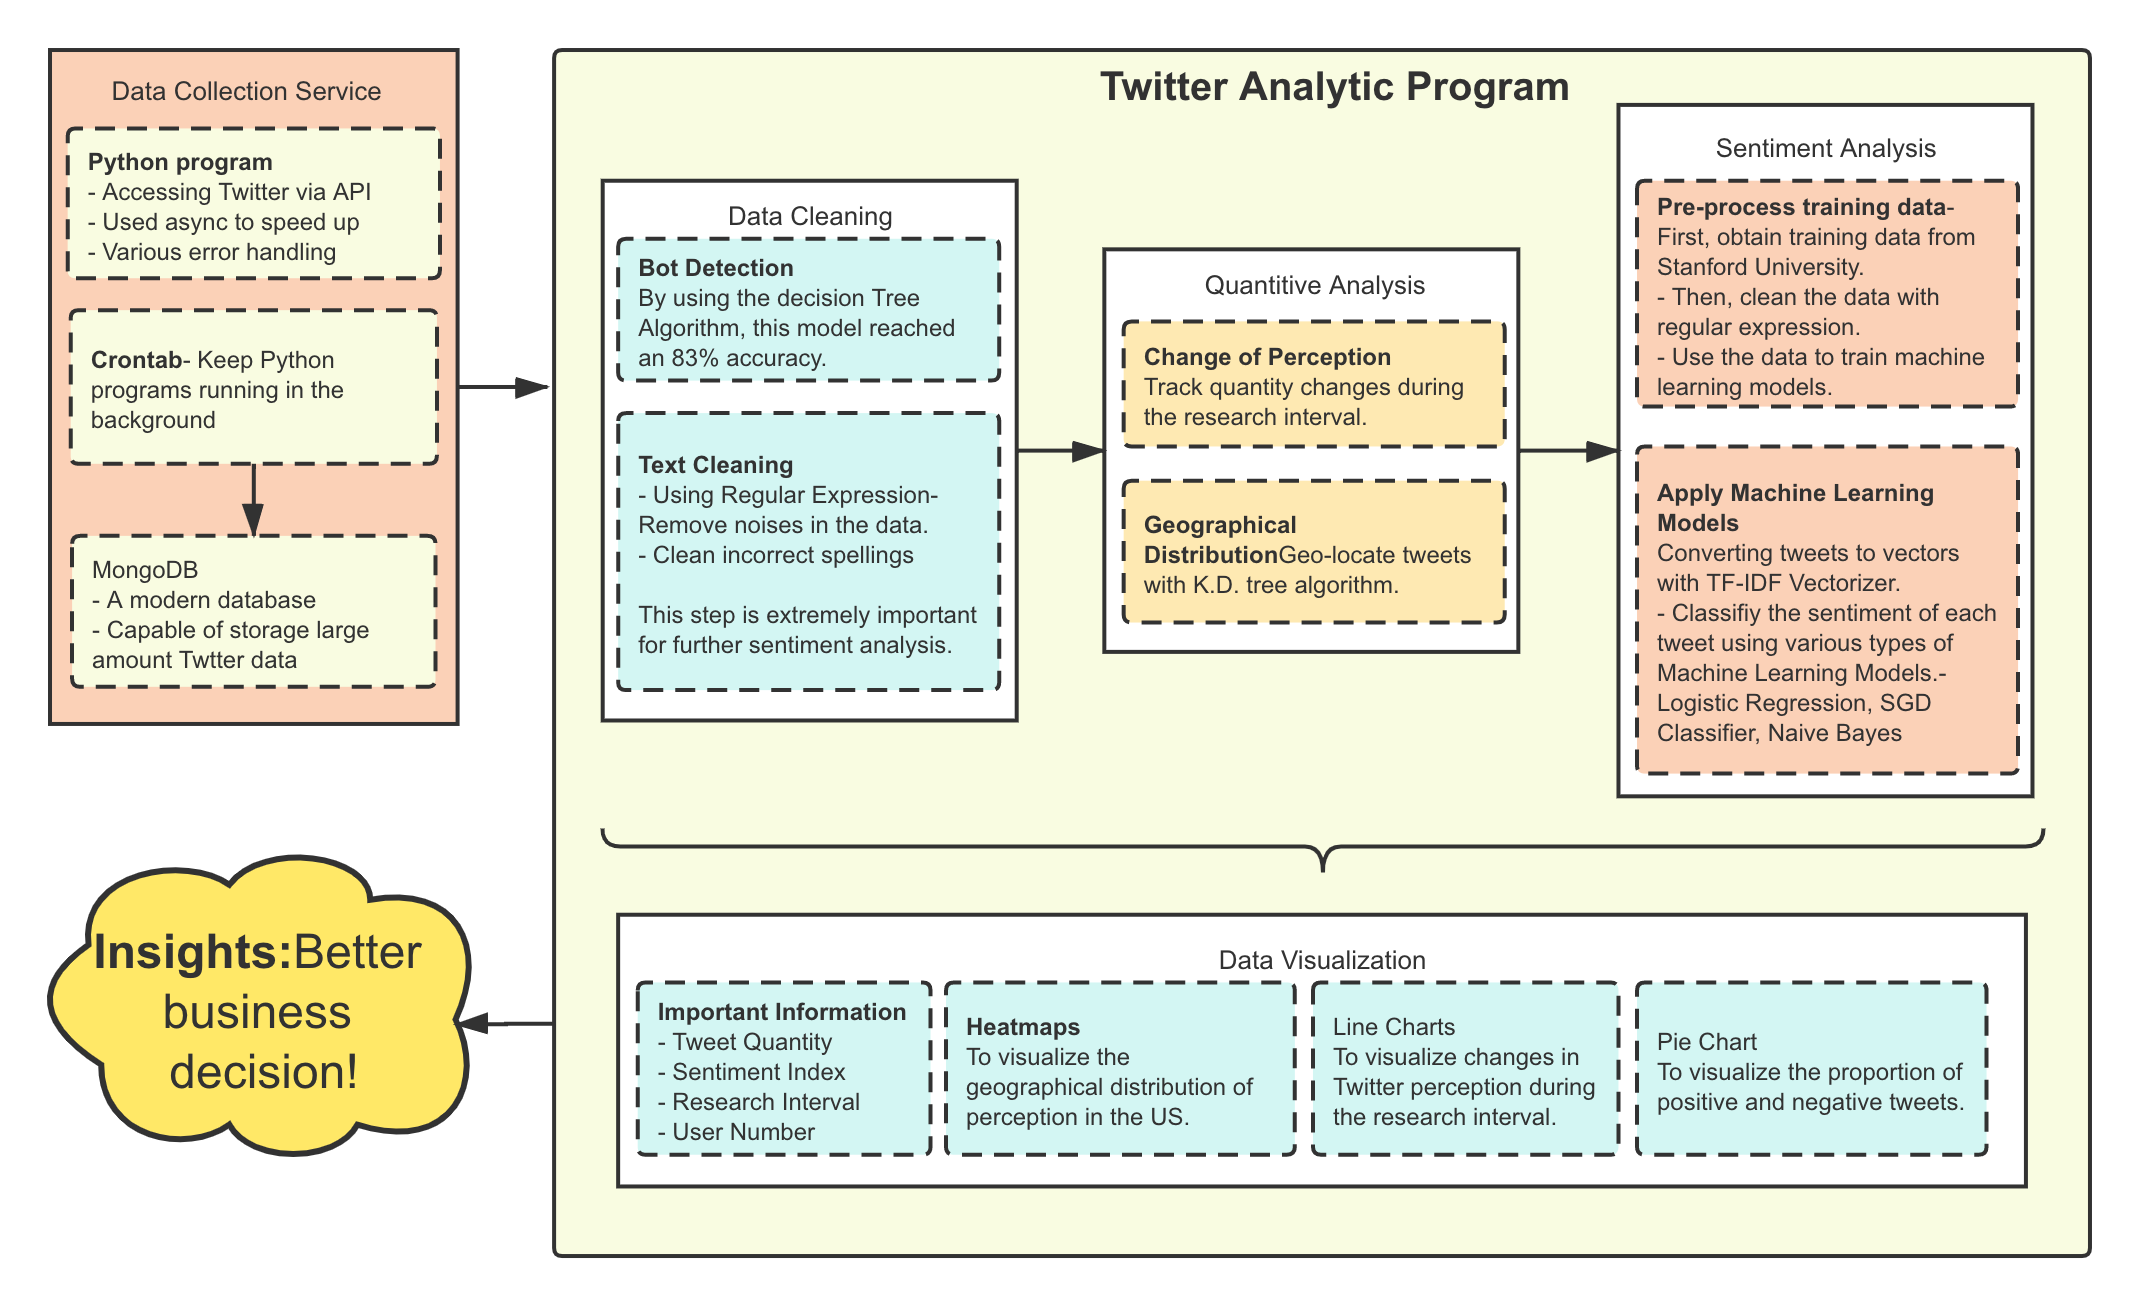 Data Collection Service
Python program
- Accessing Twitter via API
- Used async to speed up
- Various error handling
Crontab- Keep Python
programs running in the
background
MongoDB
- A modern database
- Capable of storage large
amount Twtter data
Twitter Analytic Program
Data Cleaning
Bot Detection
By using the decision Tree
Algorithm, this model reached
an 83% accuracy.
Text Cleaning
- Using Regular Expression-
Remove noises in the data.
- Clean incorrect spellings
This step is extremely important
for further sentiment analysis.
Quantitive Analysis
Change of Perception
Track quantity changes during
the research interval.
Geographical
DistributionGeo-locate tweets
with K.D. tree algorithm.
Sentiment Analysis
Pre-process training data-
First, obtain training data from
Stanford University.
- Then, clean the data with
regular expression.
- Use the data to train machine
learning models.
Apply Machine Learning
Models
Converting tweets to vectors
with TF-IDF Vectorizer.
- Classifiy the sentiment of each
tweet using various types of
Machine Learning Models.-
Logistic Regression, SGD
Classifier, Naive Bayes
Data Visualization
Important Information
- Tweet Quantity
- Sentiment Index
- Research Interval
- User Number
Heatmaps
To visualize the
geographical distribution of
perception in the US.
Line Charts
To visualize changes in
Twitter perception during
the research interval.
Pie Chart
To visualize the proportion of
positive and negative tweets.
Insights:Better
business
decision!